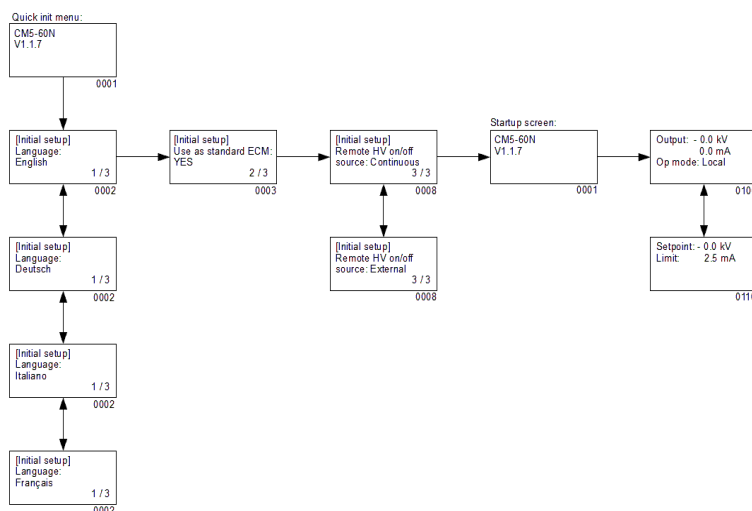 Quick init menu:
CM5-60N
V1.1.7
0001
[Initial setup]
Language:
English
1 / 3
0002
[Initial setup]
Use as standard ECM:
YES
2 / 3
0003
[Initial setup]
Remote HV on/off
source: Continuous
3 / 3
0008
Startup screen:
CM5-60N
V1.1.7
0001
Output: - 0.0 kV
0.0 mA
Op mode: Local
[Initial setup]
Language:
Deutsch
1 / 3
0002
[Initial setup]
Remote HV on/off
source: External
3 / 3
0008
Setpoint: - 0.0 kV
Limit: 2.5 mA
[Initial setup]
Language:
Italiano
1 / 3
0002
[Initial setup]
Language:
Français
1 / 3
0002